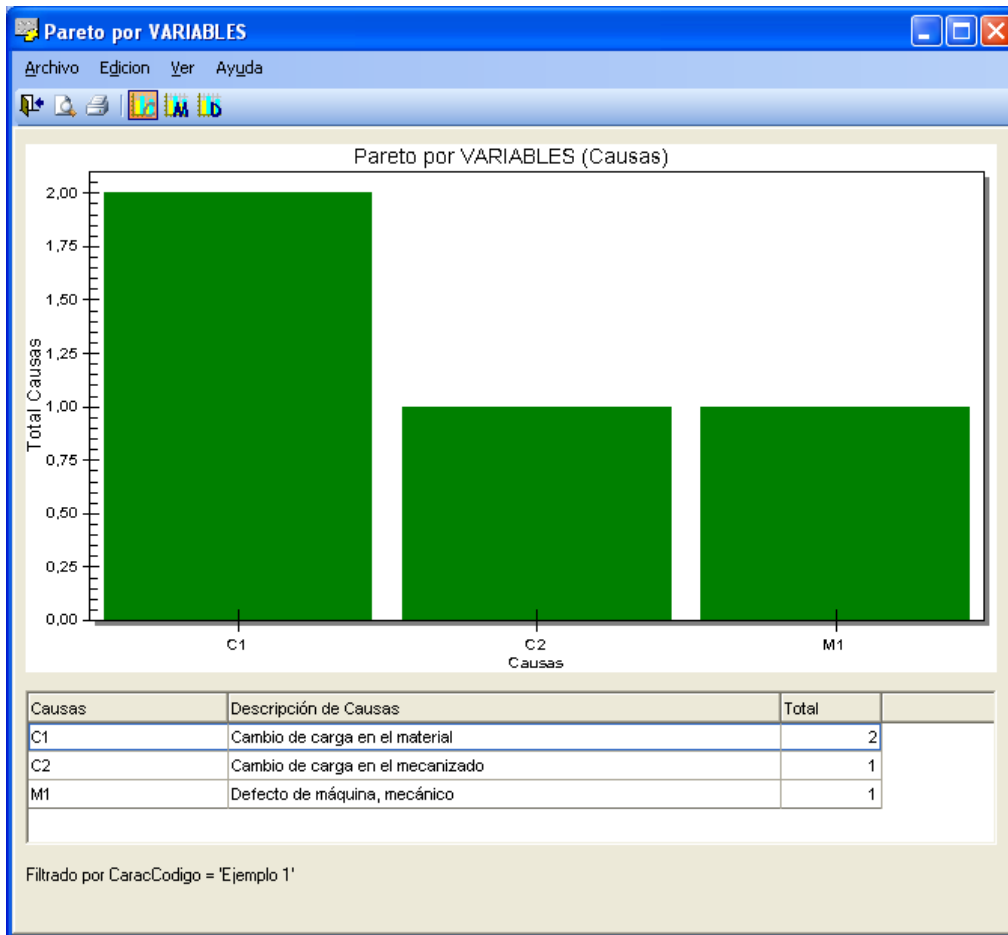 Pareto por VARIABLES
Archivo Edicion Ver Ayuda
Pareto por VARIABLES (Causas)
Total Causas
2,00
1,75
1,50
1,25
1,00
0,75
0,50
0,25
0,00
C1 C2 M1
Causas
Causas Descripción de Causas Total
C1 Cambio de carga en el material 2
C2 Cambio de carga en el mecanizado 1
M1 Defecto de máquina, mecánico 1
Filtrado por CaracCodigo = 'Ejemplo 1'